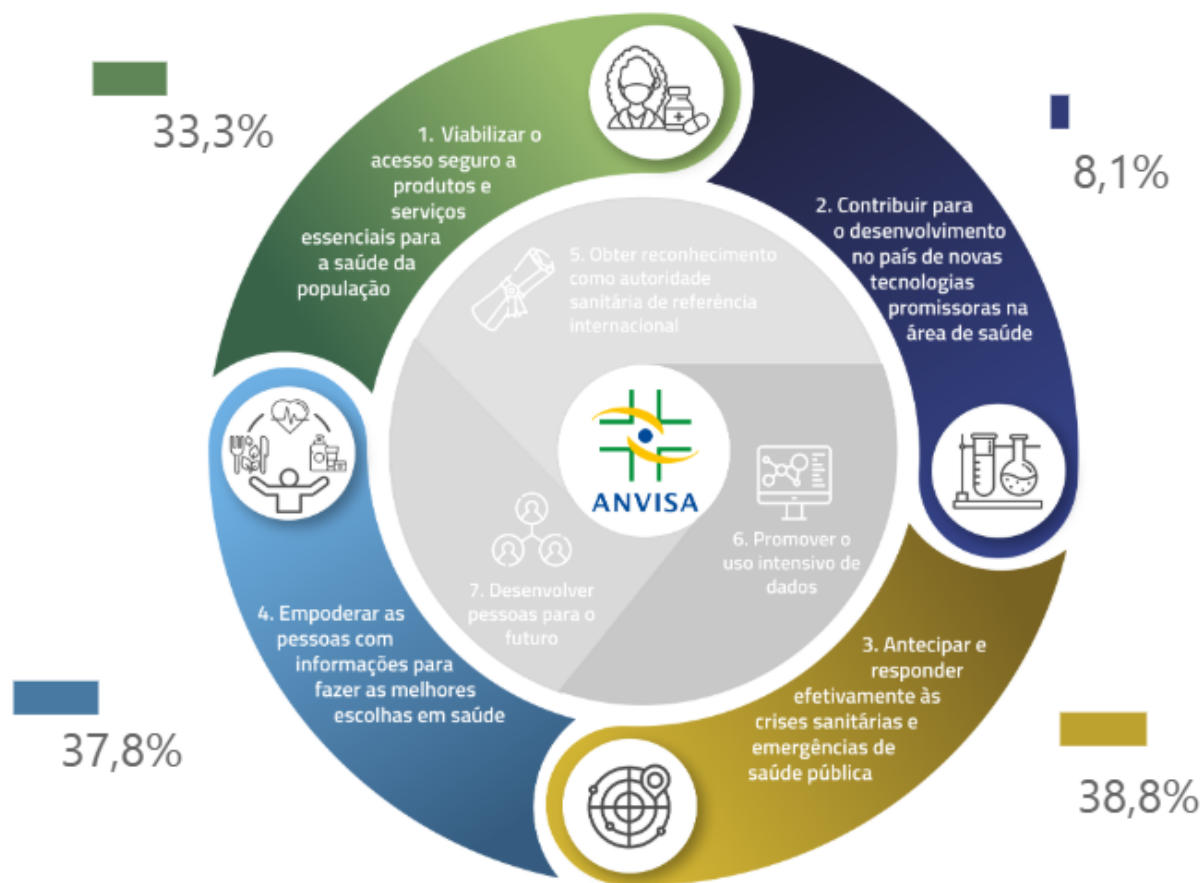 33,3%
1. Viabilizar o
acesso seguro a
produtos e
serviços
essenciais para
a saúde da
população
8,1%
2. Contribuir para
o desenvolvimento
no país de novas
tecnologias
promissoras na
área de saúde
5. Obter reconhecimento
como autoridade
sanitária de referência
internacional
ANVISA
6. Promover o
uso intensivo de
dados
7. Desenvolver
pessoas para o
futuro
4. Empoderar as
pessoas com
informações para
fazer as melhores
escolhas em saúde
37,8%
3. Antecipar e
responder
efetivamente às
crises sanitárias e
emergências de
saúde pública
38,8%